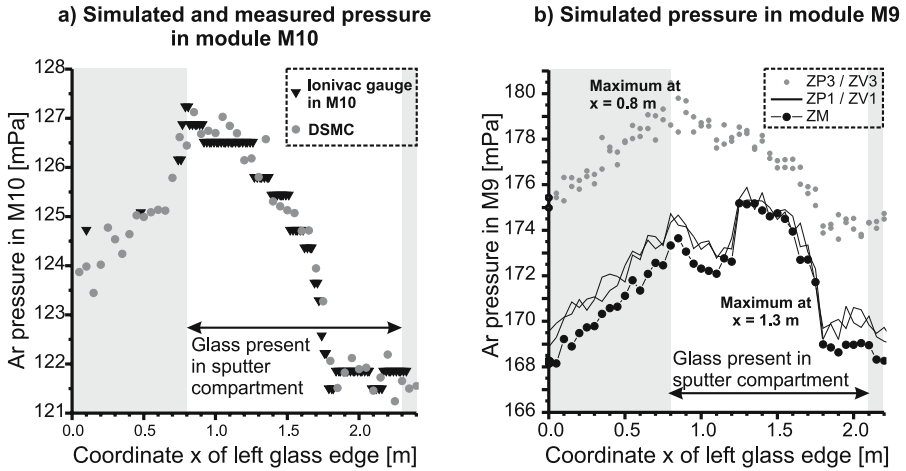 a) Simulated and measured pressure
in module M10
128
127
126
125
124
123
122
121
Ar pressure in M10 [mPa]
Ionivac gauge
in M10
DSMC
Glass present
in sputter
compartment
0.0
0.5
1.0
1.5
2.0
Coordinate x of left glass edge [m]
b) Simulated pressure in module M9
180
178
176
174
172
170
168
166
Ar pressure in M9 [mPa]
Maximum at
x = 0.8 m
ZP3 / ZV3
ZP1 / ZV1
ZM
Maximum at
x = 1.3 m
Glass present in
sputter compartment
0.0
0.5
1.0
1.5
2.0
Coordinate x of left glass edge [m]